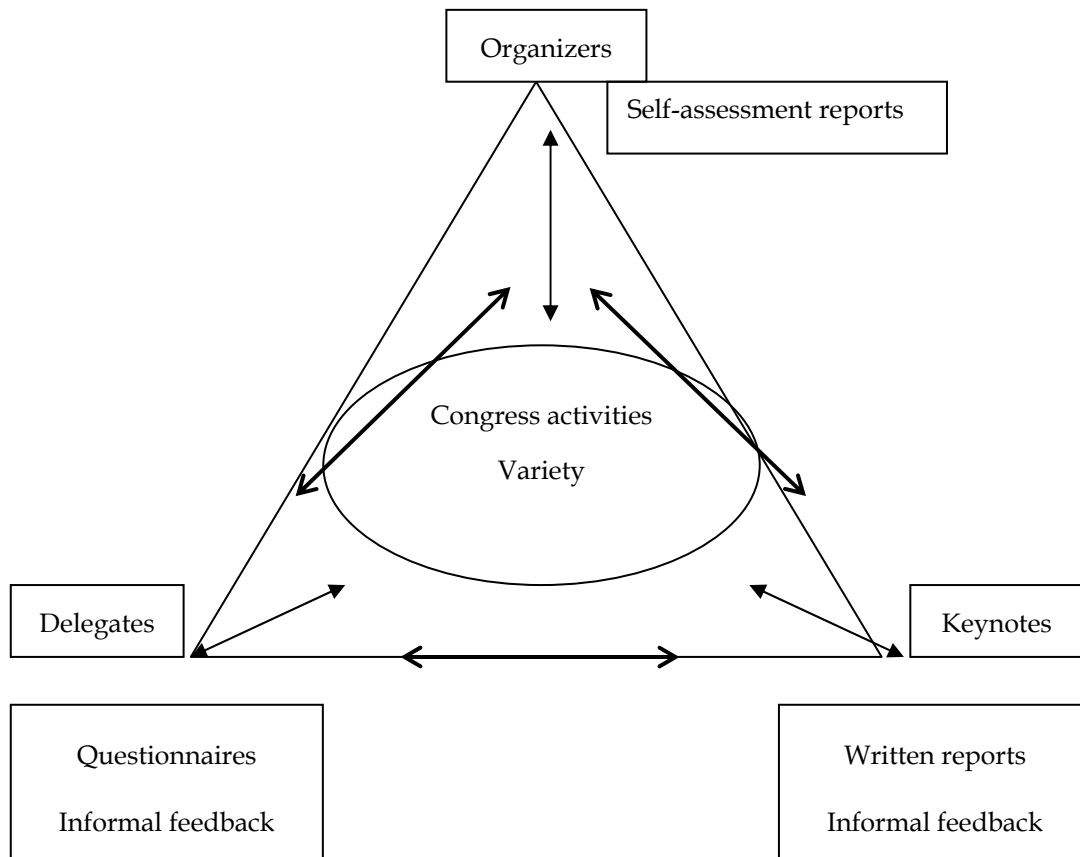 Organizers
Self-assessment reports
Congress activities
Variety
Delegates
Keynotes
Questionnaires
Informal feedback
Written reports
Informal feedback